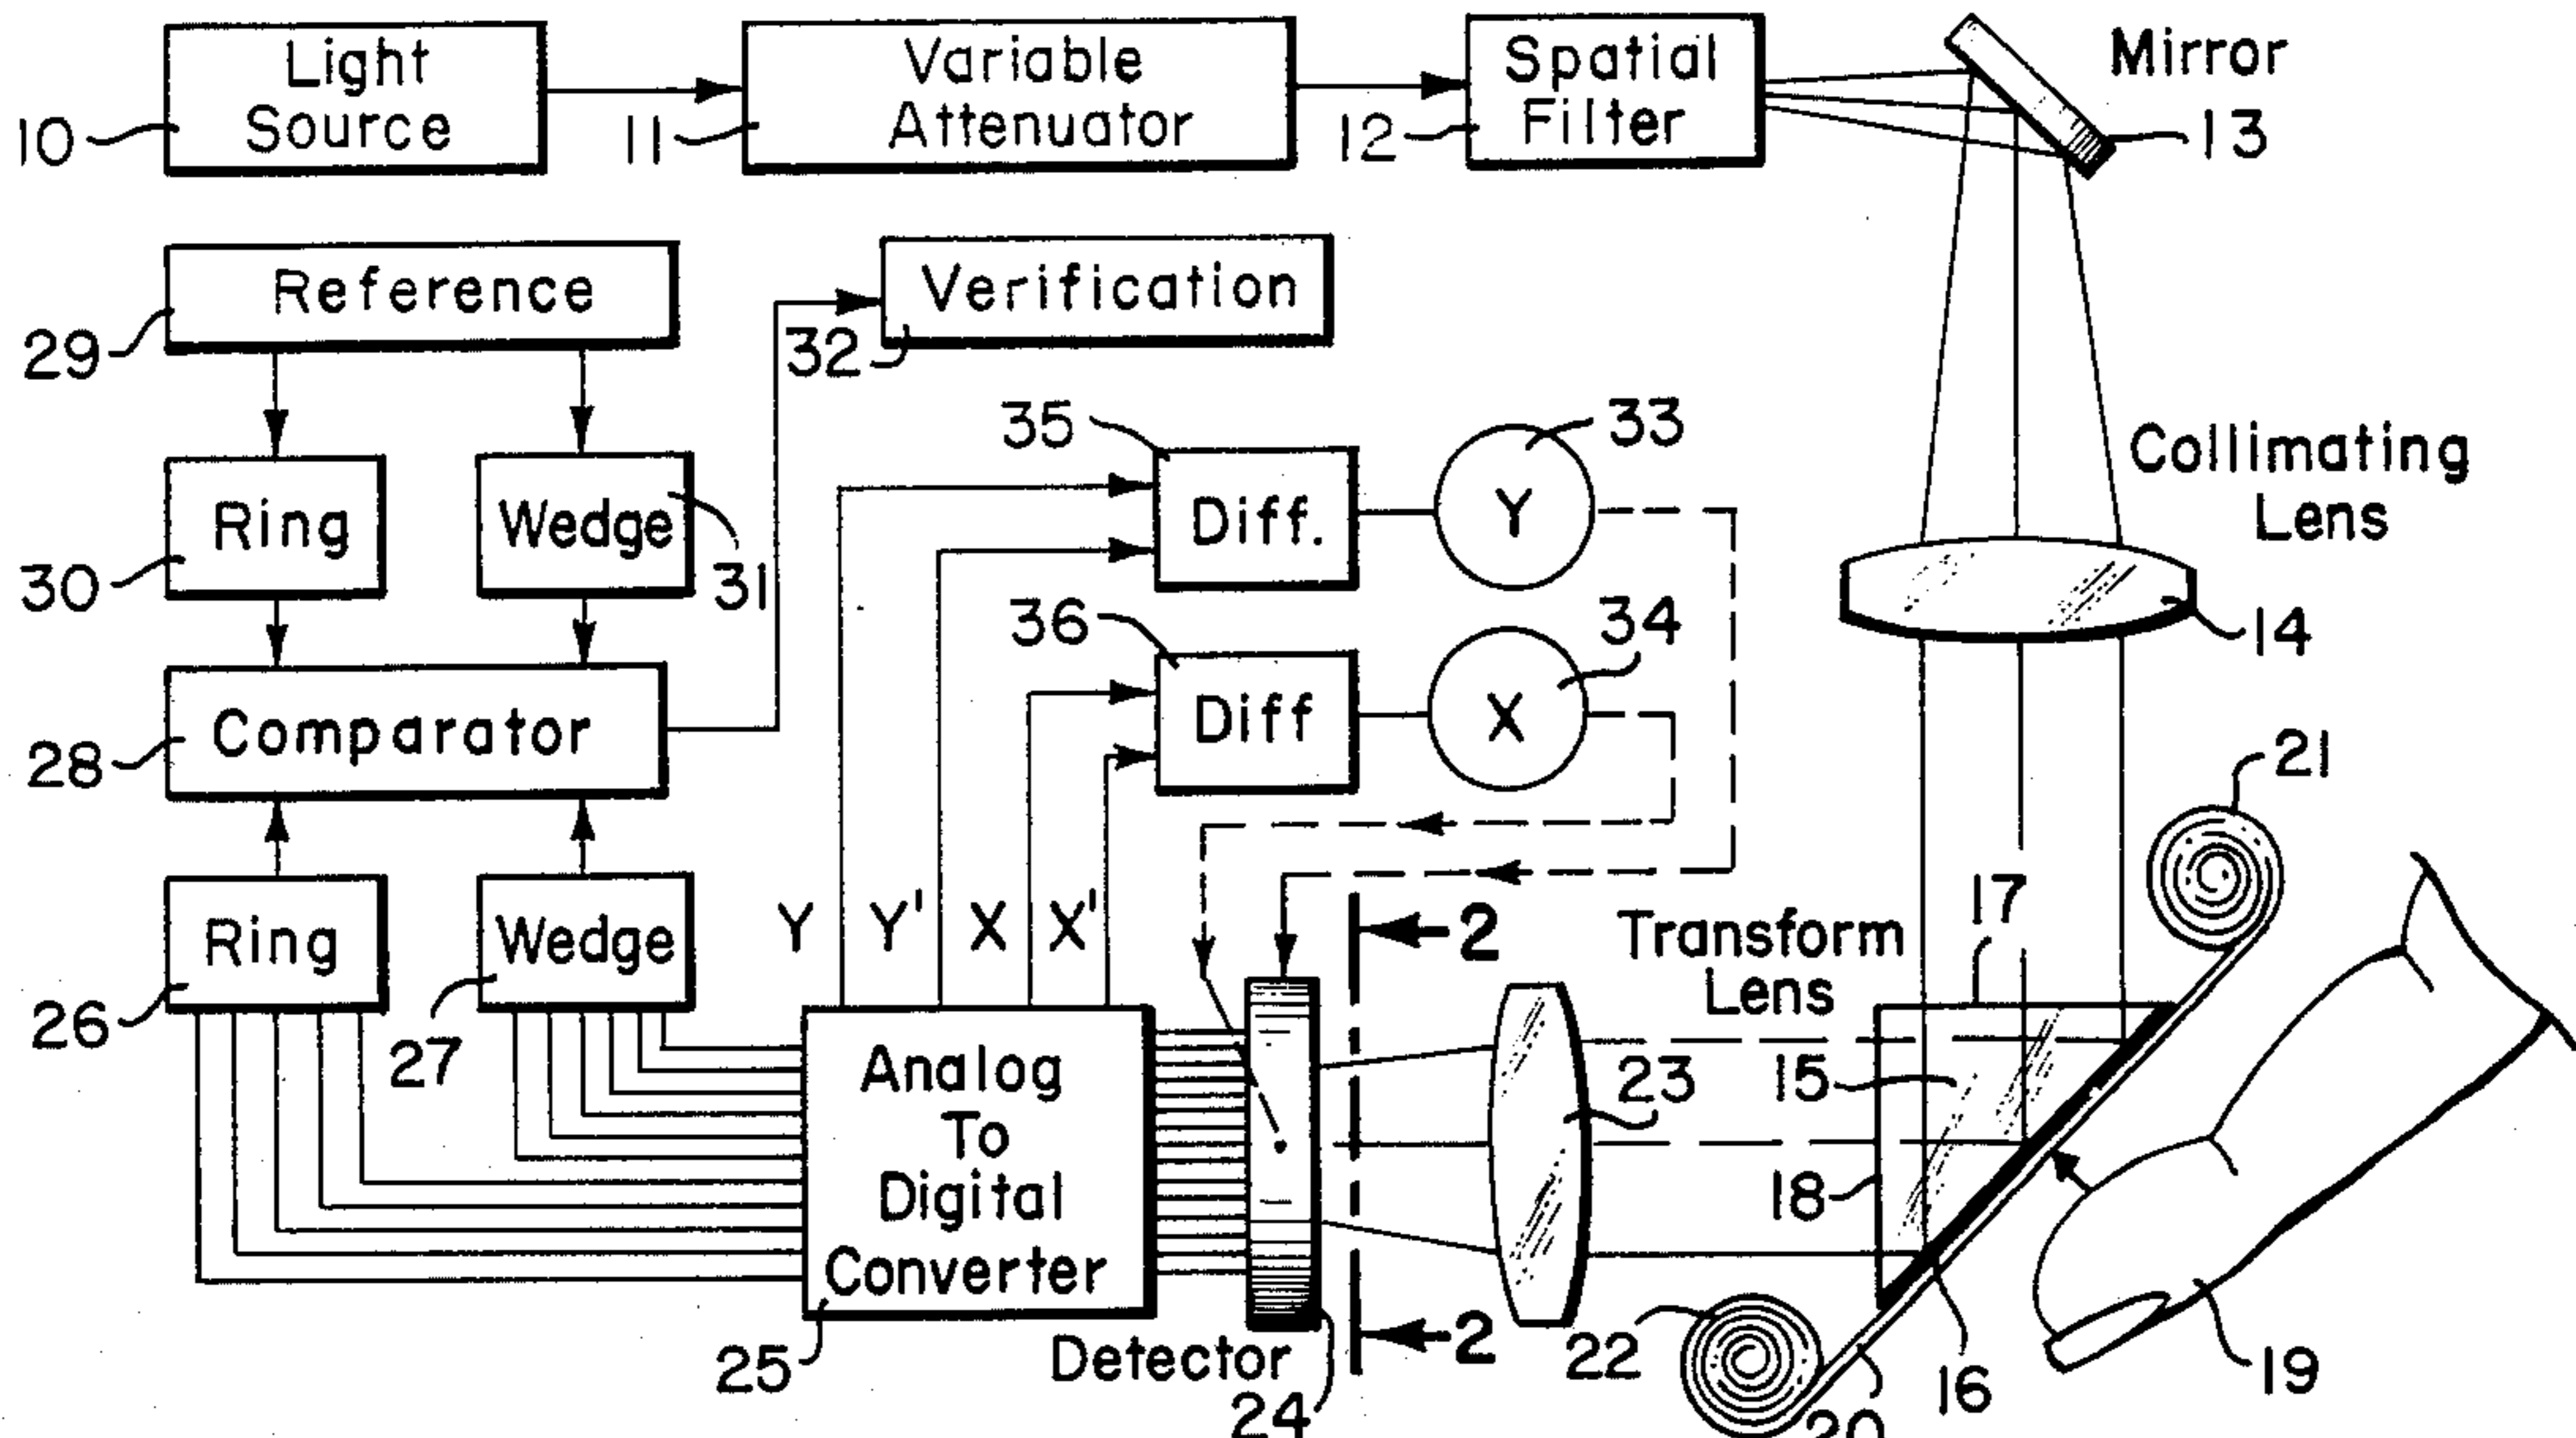 Light
Source
10
Variable
Attenuator
11
Spatial
Filter
12
Mirror
13
Reference
29
Verification
32
35
33
Collimating
Lens
Ring
30
Wedge
31
Diff.
Y
14
36
34
Comparator
28
Diff
X
21
Ring
26
Wedge
27
Y Y' X X'
2
Transform
Lens
17
Analog
To
Digital
Converter
25
23
15
18
Detector
24
2
22
20
16
19